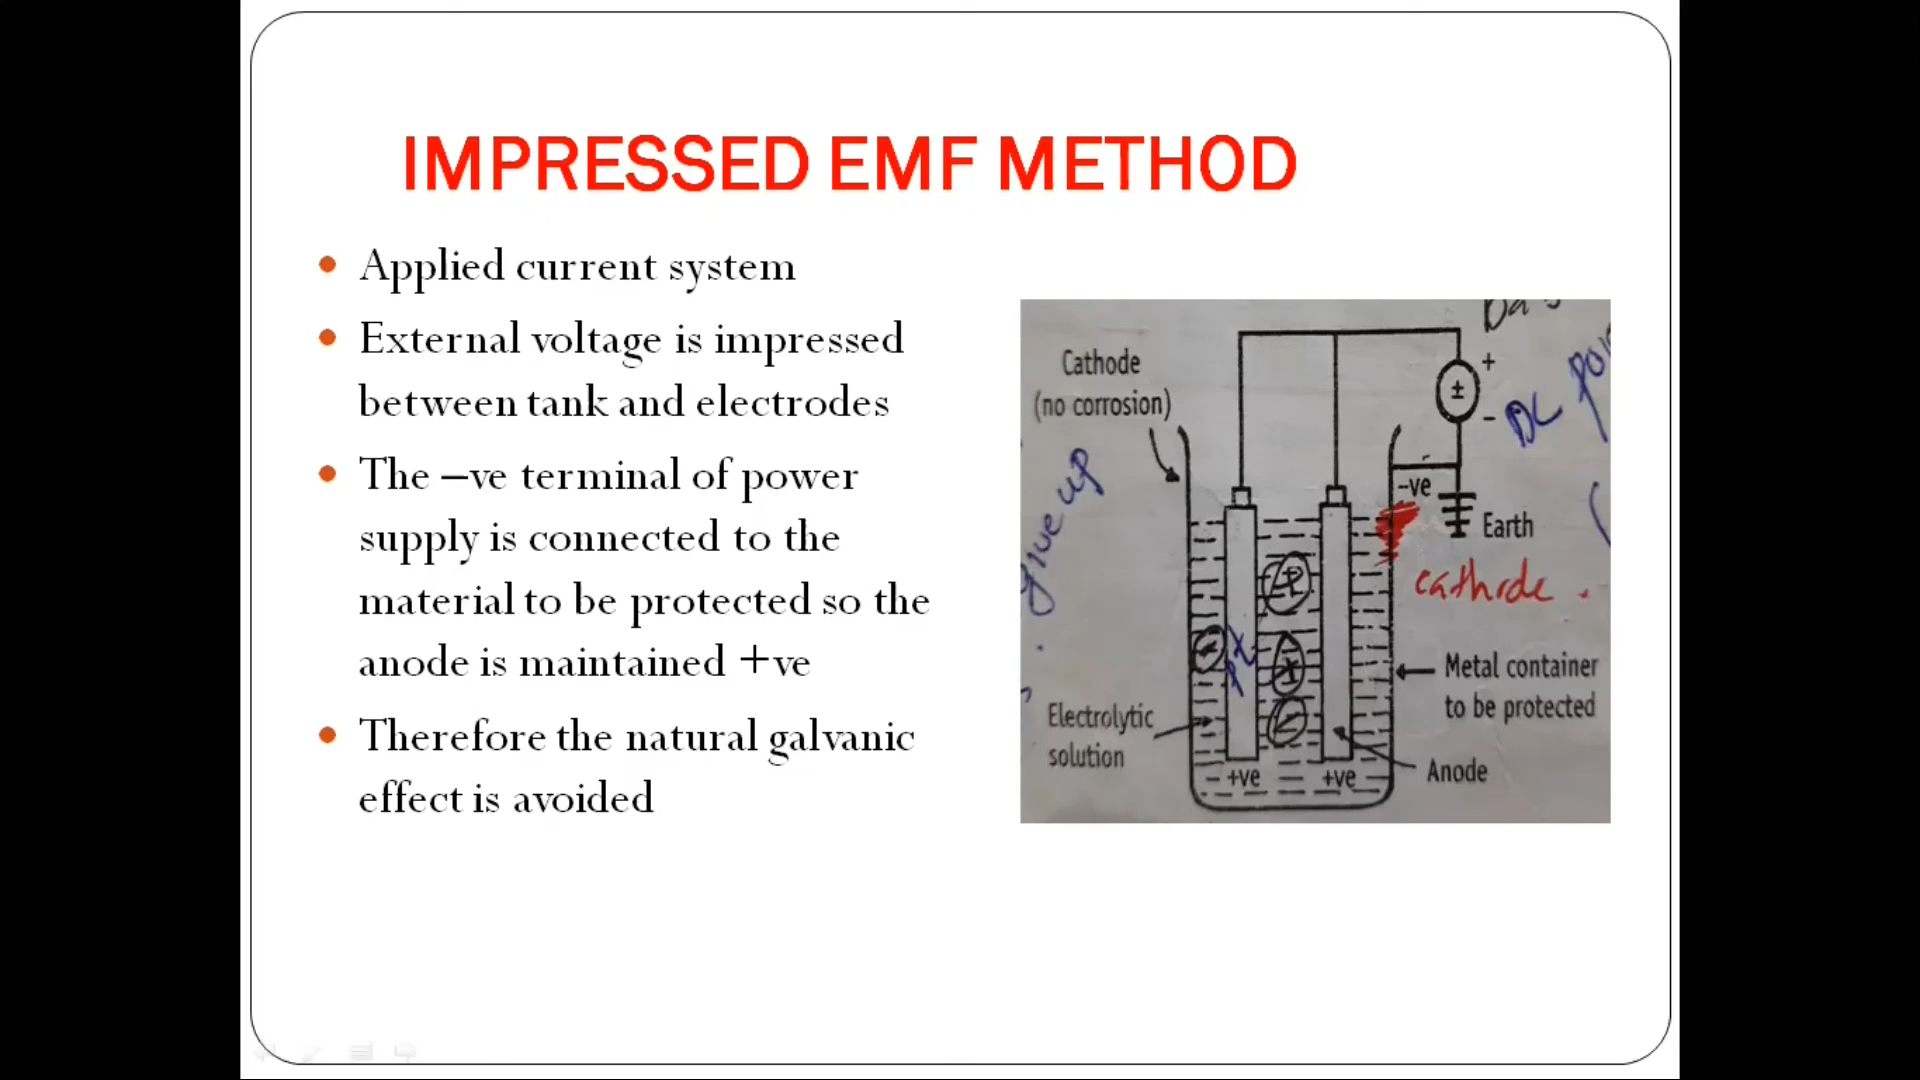 IMPRESSED EMF METHOD
Applied current system
External voltage is impressed
between tank and electrodes
The –ve terminal of power
supply is connected to the
material to be protected so the
anode is maintained +ve
Therefore the natural galvanic
effect is avoided
Cathode
(no corrosion)
+
±
–
DC
–ve
Earth
give up
cathode .
+
pt
Metal container
to be protected
Electrolytic
solution
Anode
+ve
+ve